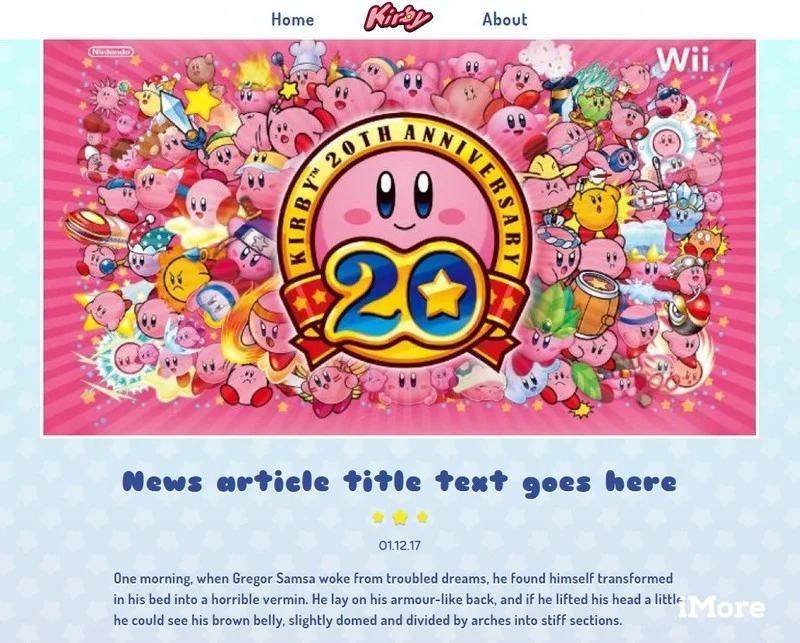 Home Kirby About
Nintendo
Wii
KIRBY™ 20TH ANNIVERSARY
20
News article title text goes here
01.12.17
One morning, when Gregor Samsa woke from troubled dreams, he found himself transformed
in his bed into a horrible vermin. He lay on his armour-like back, and if he lifted his head a little
he could see his brown belly, slightly domed and divided by arches into stiff sections.
iMore